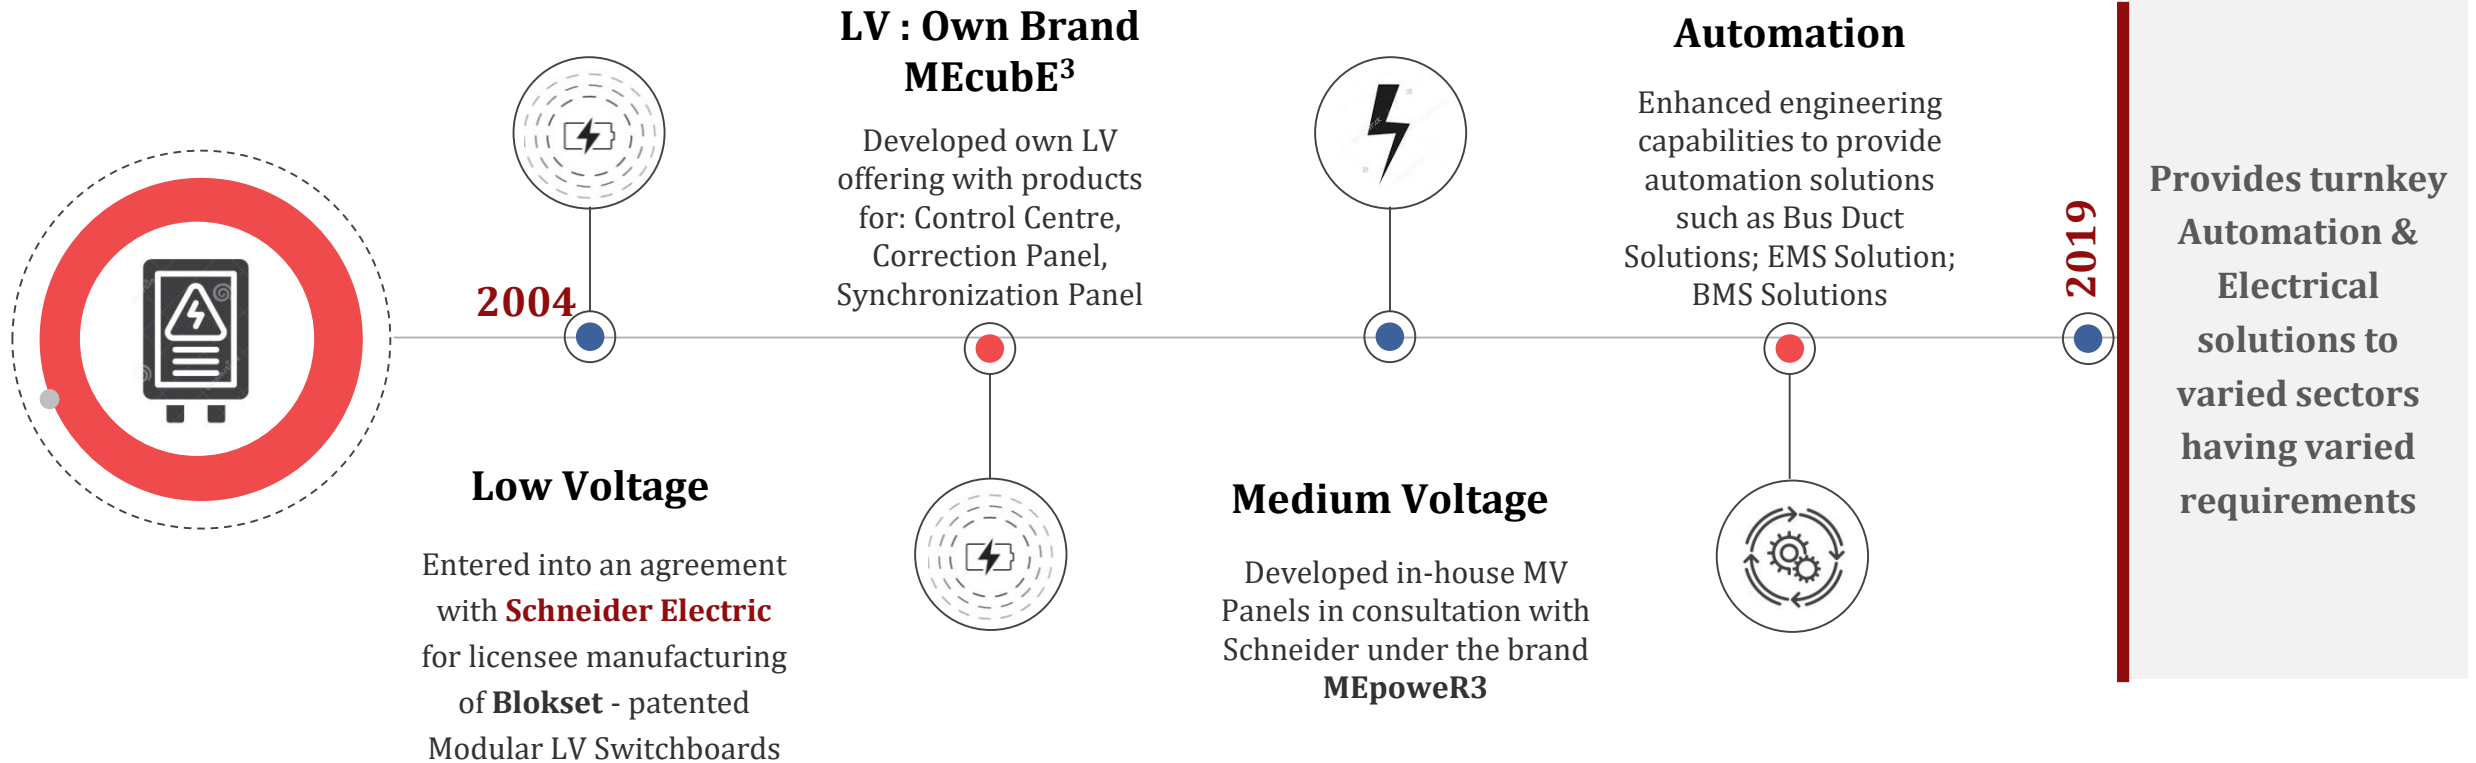 2004
Low Voltage
Entered into an agreement
with Schneider Electric
for licensee manufacturing
of Blokset - patented
Modular LV Switchboards
LV : Own Brand
MEcubE³
Developed own LV
offering with products
for: Control Centre,
Correction Panel,
Synchronization Panel
Medium Voltage
Developed in-house MV
Panels in consultation with
Schneider under the brand
MEpoweR3
Automation
Enhanced engineering
capabilities to provide
automation solutions
such as Bus Duct
Solutions; EMS Solution;
BMS Solutions
2019
Provides turnkey
Automation &
Electrical
solutions to
varied sectors
having varied
requirements